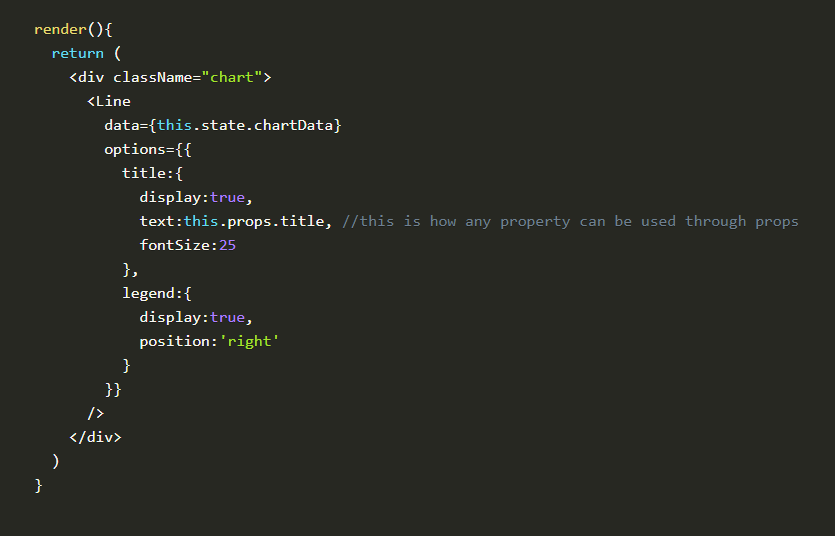 render(){
  return (
    <div className="chart">
      <Line
        data={this.state.chartData}
        options={{
          title:{
            display:true,
            text:this.props.title, //this is how any property can be used through props
            fontSize:25
          },
          legend:{
            display:true,
            position:'right'
          }
        }}
      />
    </div>
  )
}